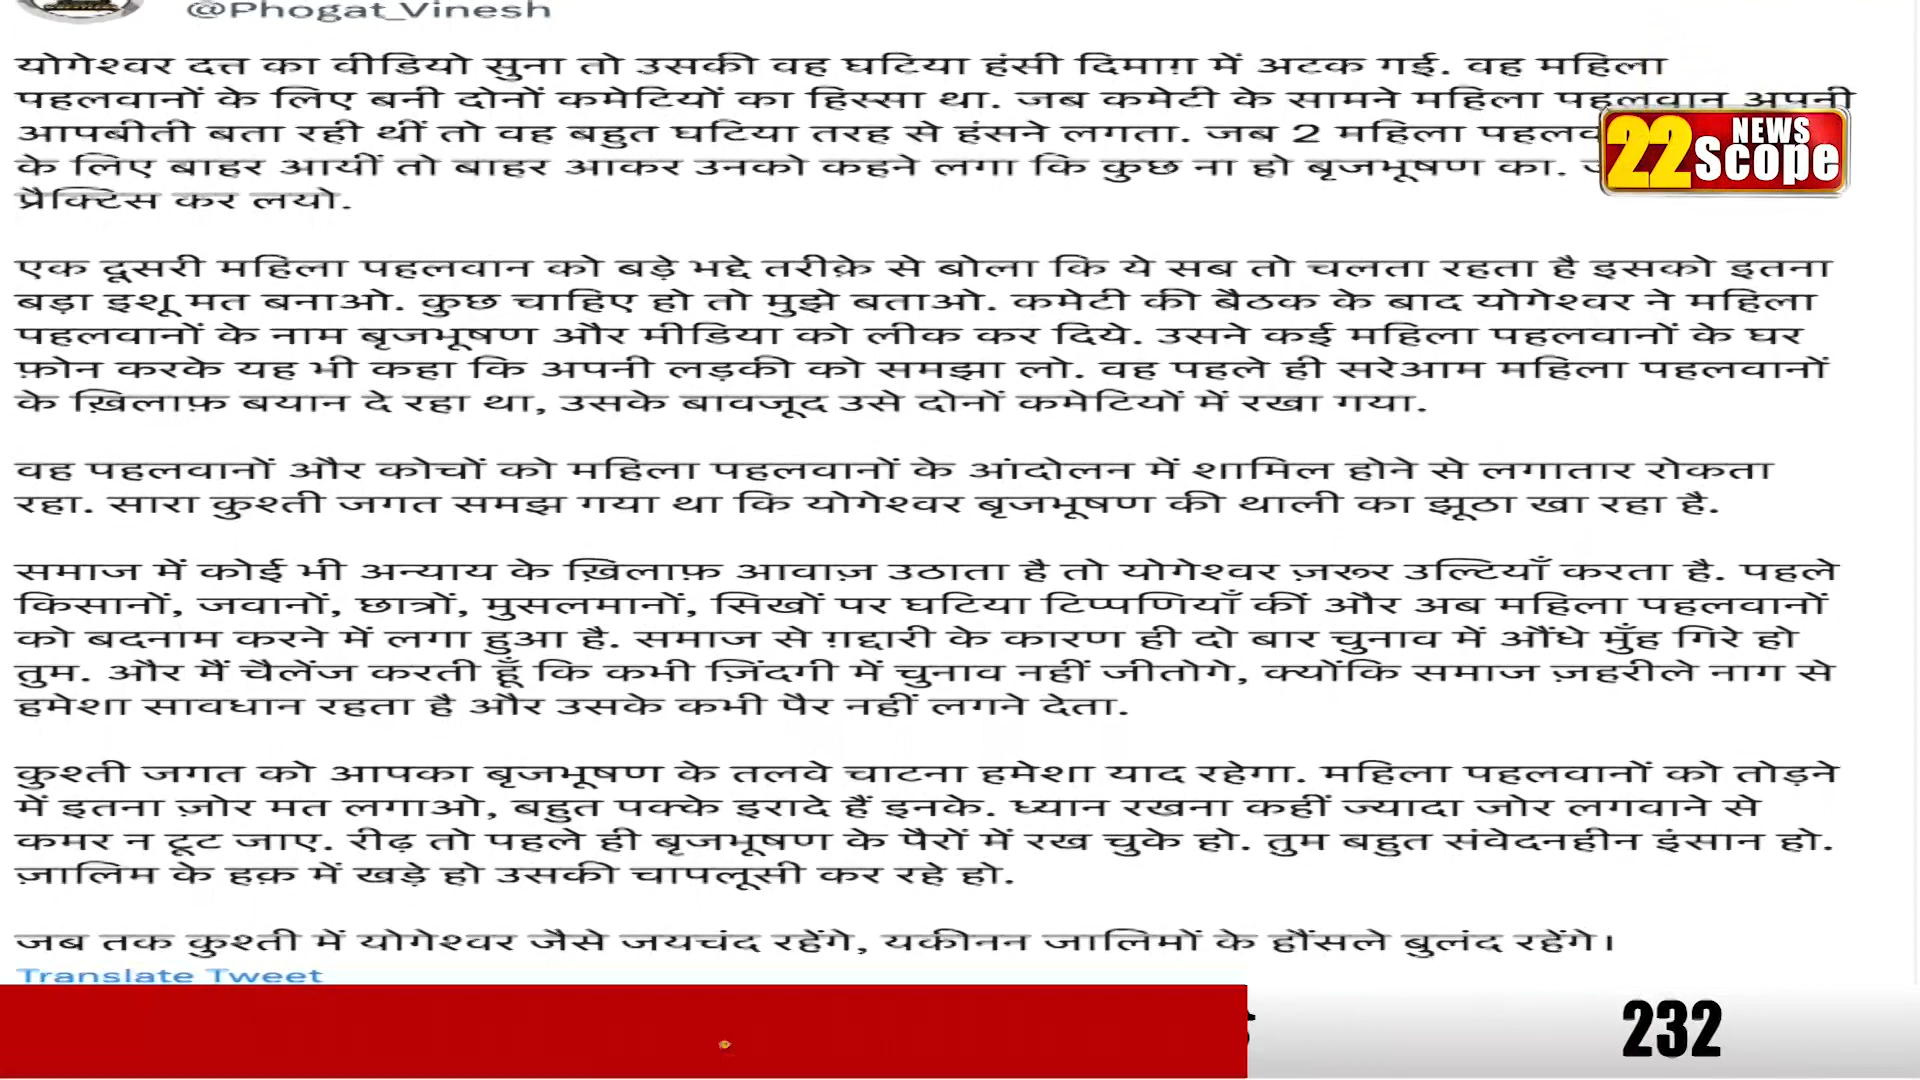 @Phogat_Vinesh
योगेश्वर दत्त का वीडियो सुना तो उसकी वह घटिया हंसी दिमाग़ में अटक गई. वह महिला
पहलवानों के लिए बनी दोनों कमेटियों का हिस्सा था. जब कमेटी के सामने महिला पहलवान अपनी
आपबीती बता रही थीं तो वह बहुत घटिया तरह से हंसने लगता. जब 2 महिला
के लिए बाहर आयीं तो बाहर आकर उनको कहने लगा कि कुछ ना हो बृजभूषण का.
प्रैक्टिस कर लयो.
22 NEWS
Scope
एक दूसरी महिला पहलवान को बड़े भद्दे तरीक़े से बोला कि ये सब तो चलता रहता है इसको इतना
बड़ा इशू मत बनाओ. कुछ चाहिए हो तो मुझे बताओ. कमेटी की बैठक के बाद योगेश्वर ने महिला
पहलवानों के नाम बृजभूषण और मीडिया को लीक कर दिये. उसने कई महिला पहलवानों के घर
फ़ोन करके यह भी कहा कि अपनी लड़की को समझा लो. वह पहले ही सरेआम महिला पहलवानों
के ख़िलाफ़ बयान दे रहा था, उसके बावजूद उसे दोनों कमेटियों में रखा गया.
वह पहलवानों और कोचों को महिला पहलवानों के आंदोलन में शामिल होने से लगातार रोकता
रहा. सारा कुश्ती जगत समझ गया था कि योगेश्वर बृजभूषण की थाली का झूठा खा रहा है.
समाज में कोई भी अन्याय के ख़िलाफ़ आवाज़ उठाता है तो योगेश्वर ज़रूर उल्टियाँ करता है. पहले
किसानों, जवानों, छात्रों, मुसलमानों, सिखों पर घटिया टिप्पणियाँ कीं और अब महिला पहलवानों
को बदनाम करने में लगा हुआ है. समाज से ग़द्दारी के कारण ही दो बार चुनाव में औंधे मुँह गिरे हो
तुम. और मैं चैलेंज करती हूँ कि कभी ज़िंदगी में चुनाव नहीं जीतोगे, क्योंकि समाज ज़हरीले नाग से
हमेशा सावधान रहता है और उसके कभी पैर नहीं लगने देता.
कुश्ती जगत को आपका बृजभूषण के तलवे चाटना हमेशा याद रहेगा. महिला पहलवानों को तोड़ने
में इतना ज़ोर मत लगाओ, बहुत पक्के इरादे हैं इनके. ध्यान रखना कहीं ज्यादा जोर लगवाने से
कमर न टूट जाए. रीढ़ तो पहले ही बृजभूषण के पैरों में रख चुके हो. तुम बहुत संवेदनहीन इंसान हो.
ज़ालिम के हक़ में खड़े हो उसकी चापलूसी कर रहे हो.
जब तक कुश्ती में योगेश्वर जैसे जयचंद रहेंगे, यकीनन जालिमों के हौंसले बुलंद रहेंगे।
Translate Tweet
232